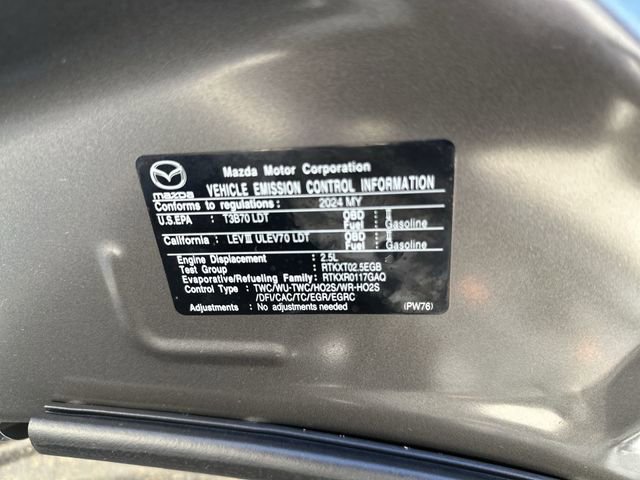 Mazda Motor Corporation
mazda
VEHICLE EMISSION CONTROL INFORMATION
Conforms to regulations: 2024 MY
U.S.EPA : T3B70 LDT OBD : II
Fuel : Gasoline
California : LEVIII ULEV70 LDT OBD : II
Fuel : Gasoline
Engine Displacement : 2.5L
Test Group : RTKXT02.5EGB
Evaporative/Refueling Family: RTKXR0117GAQ
Control Type : TWC/WU-TWC/HO2S/WR-HO2S
/DFI/CAC/TC/EGR/EGRC
Adjustments : No adjustments needed (PW76)